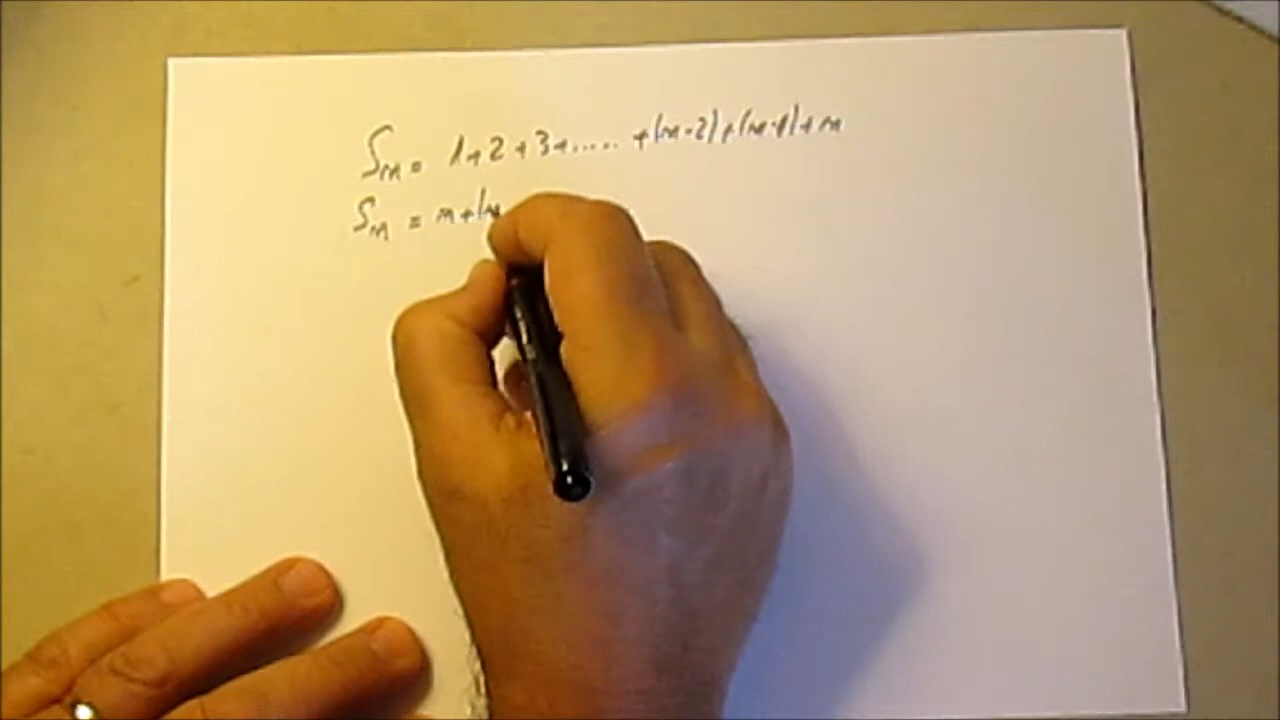 Sn = 1+2+3+..... +(n-2)+(n-1)+n
Sn = n+(n